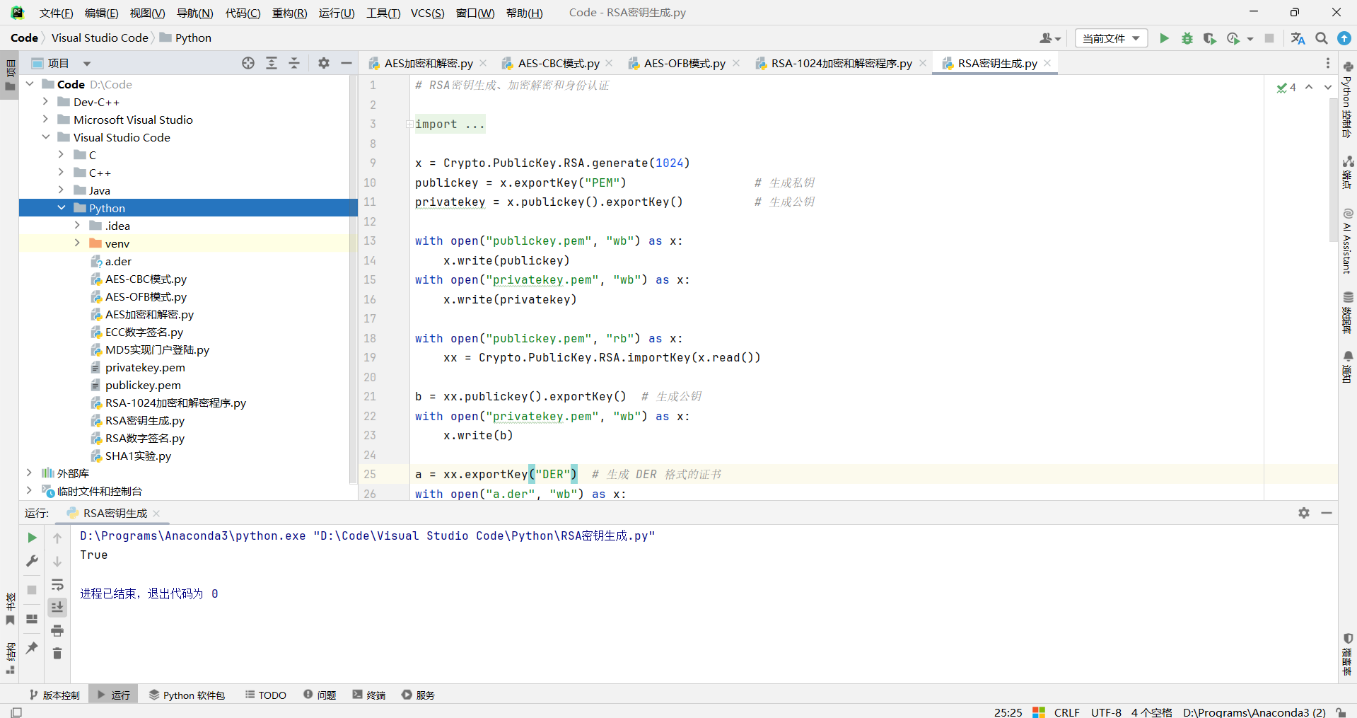 文件(F) 编辑(E) 视图(V) 导航(N) 代码(C) 重构(R) 运行(U) 工具(T) VCS(S) 窗口(W) 帮助(H) Code - RSA密钥生成.py
Code Visual Studio Code Python 当前文件
项目
项目
AES加密和解密.py AES-CBC模式.py AES-OFB模式.py RSA-1024加密和解密程序.py RSA密钥生成.py
Code D:\Code
Dev-C++
Microsoft Visual Studio
Visual Studio Code
C
C++
Java
Python
.idea
venv
a.der
AES-CBC模式.py
AES-OFB模式.py
AES加密和解密.py
ECC数字签名.py
MD5实现门户登陆.py
privatekey.pem
publickey.pem
RSA-1024加密和解密程序.py
RSA密钥生成.py
RSA数字签名.py
SHA1实验.py
外部库
临时文件和控制台
1 # RSA密钥生成、加密解密和身份认证
2
3 import ...
8
9 x = Crypto.PublicKey.RSA.generate(1024)
10 publickey = x.exportKey("PEM") # 生成私钥
11 privatekey = x.publickey().exportKey() # 生成公钥
12
13 with open("publickey.pem", "wb") as x:
14 x.write(publickey)
15 with open("privatekey.pem", "wb") as x:
16 x.write(privatekey)
17
18 with open("publickey.pem", "rb") as x:
19 xx = Crypto.PublicKey.RSA.importKey(x.read())
20
21 b = xx.publickey().exportKey() # 生成公钥
22 with open("privatekey.pem", "wb") as x:
23 x.write(b)
24
25 a = xx.exportKey("DER") # 生成 DER 格式的证书
26 with open("a.der", "wb") as x:
4
Python 控制台
端点
AI Assistant
数据库
通知
覆盖率
运行: RSA密钥生成
D:\Programs\Anaconda3\python.exe "D:\Code\Visual Studio Code\Python\RSA密钥生成.py"
True
进程已结束，退出代码为 0
书签
结构
版本控制 运行 Python 软件包 TODO 问题 终端 服务
25:25 CRLF UTF-8 4 个空格 D:\Programs\Anaconda3 (2)